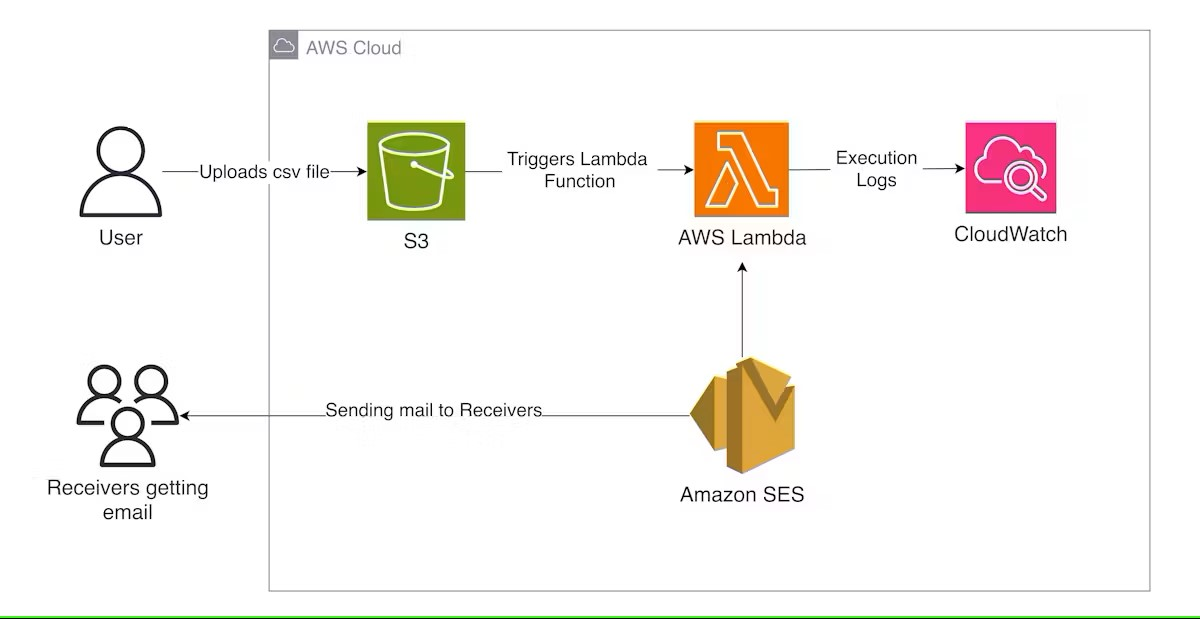 AWS Cloud
Uploads csv file
Triggers Lambda
Function
Execution
Logs
User
S3
AWS Lambda
CloudWatch
Sending mail to Receivers
Receivers getting
email
Amazon SES